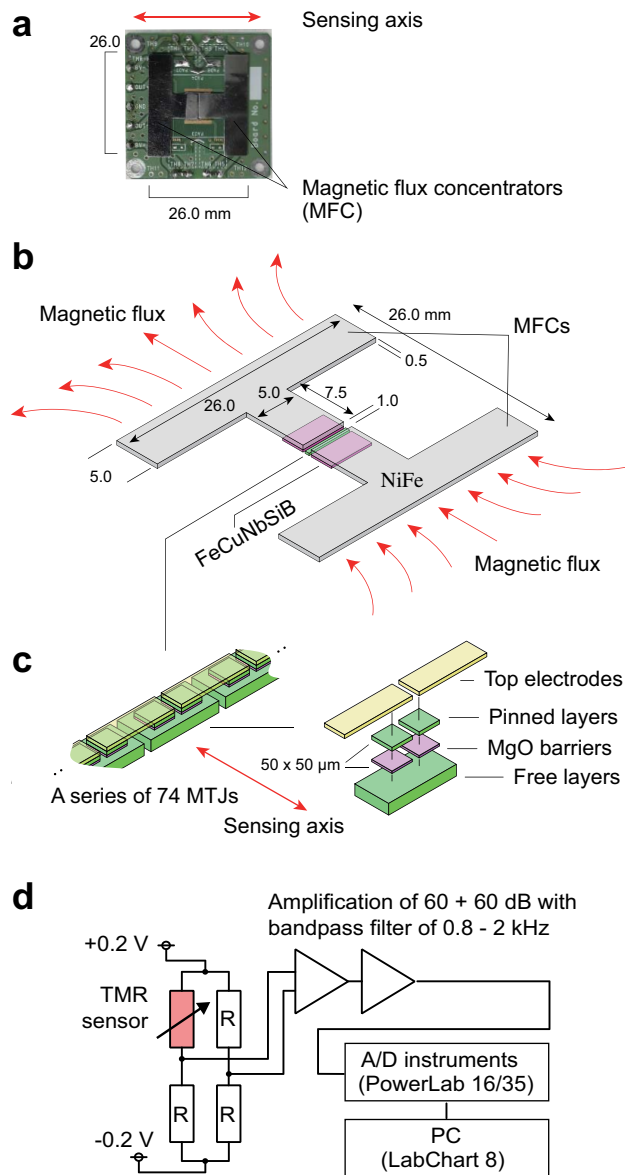 a
Sensing axis
26.0
Board No.
Magnetic flux concentrators
(MFC)
26.0 mm
b
Magnetic flux
26.0 mm
MFCs
0.5
5.0
7.5
26.0
1.0
5.0
NiFe
FeCuNbSiB
Magnetic flux
c
Top electrodes
Pinned layers
MgO barriers
50 x 50 µm
Free layers
A series of 74 MTJs
Sensing axis
d
Amplification of 60 + 60 dB with
bandpass filter of 0.8 - 2 kHz
+0.2 V
TMR
sensor
R
A/D instruments
(PowerLab 16/35)
R
R
-0.2 V
PC
(LabChart 8)